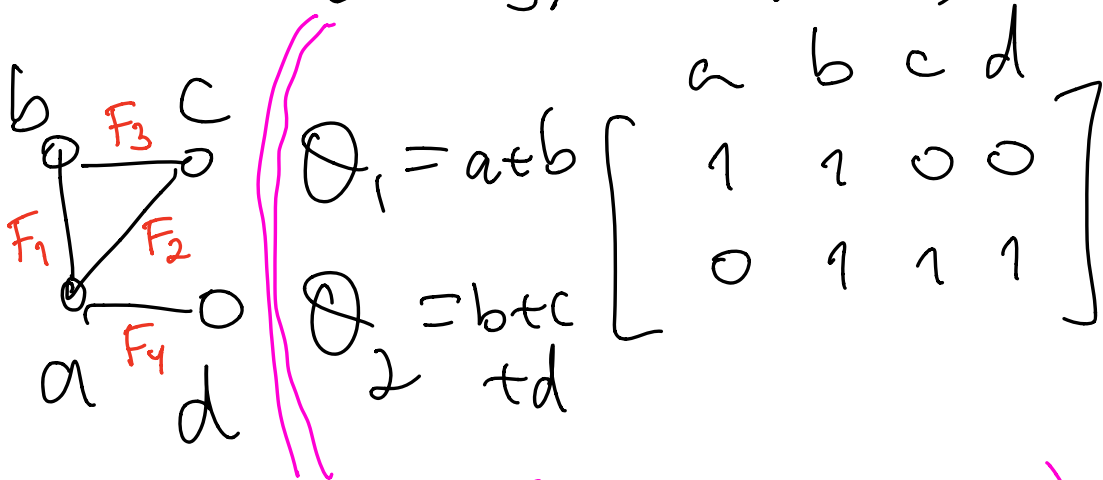 a b c d
b c
F3
θ1 = a+b
1 1 0 0
F1 F2
θ2 = b+c
+d
0 1 1 1
F4
a d